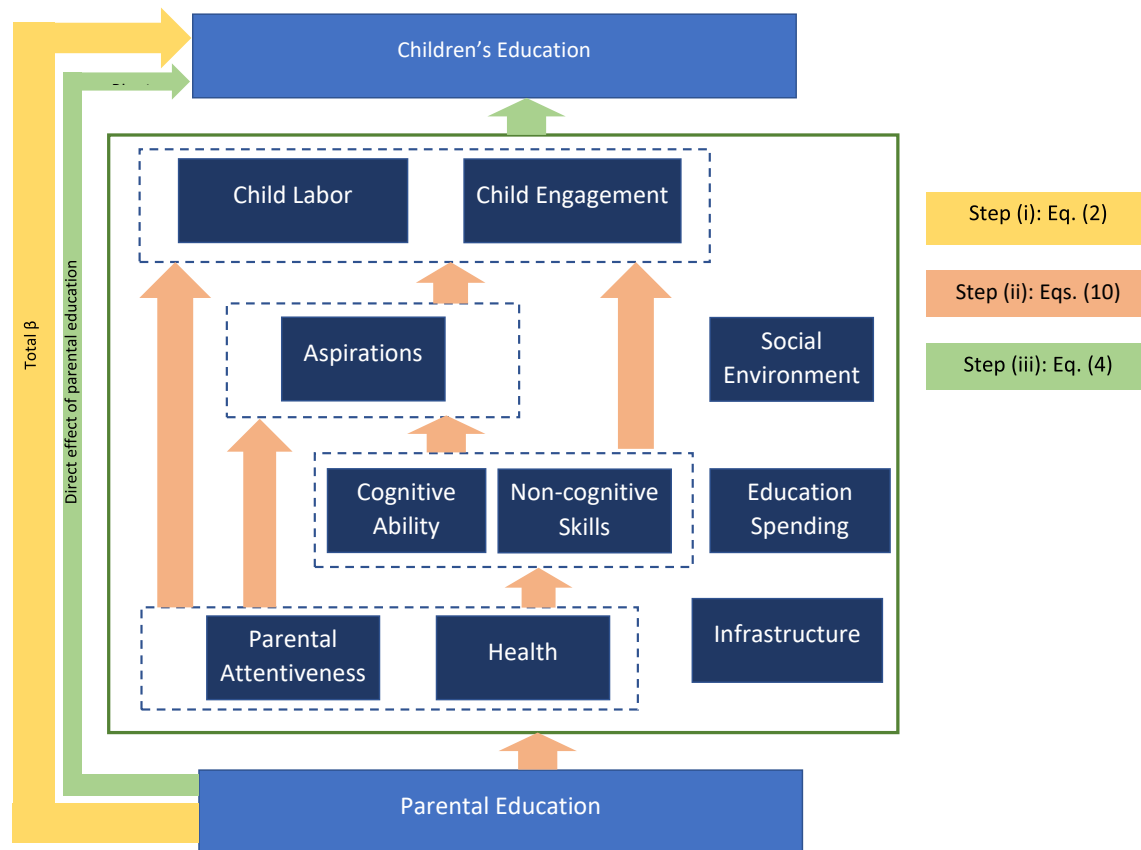 Children's Education
Child Labor
Child Engagement
Step (i): Eq. (2)
Step (ii): Eqs. (10)
Step (iii): Eq. (4)
Total β
Direct effect of parental education
Aspirations
Social
Environment
Cognitive
Ability
Non-cognitive
Skills
Education
Spending
Parental
Attentiveness
Health
Infrastructure
Parental Education